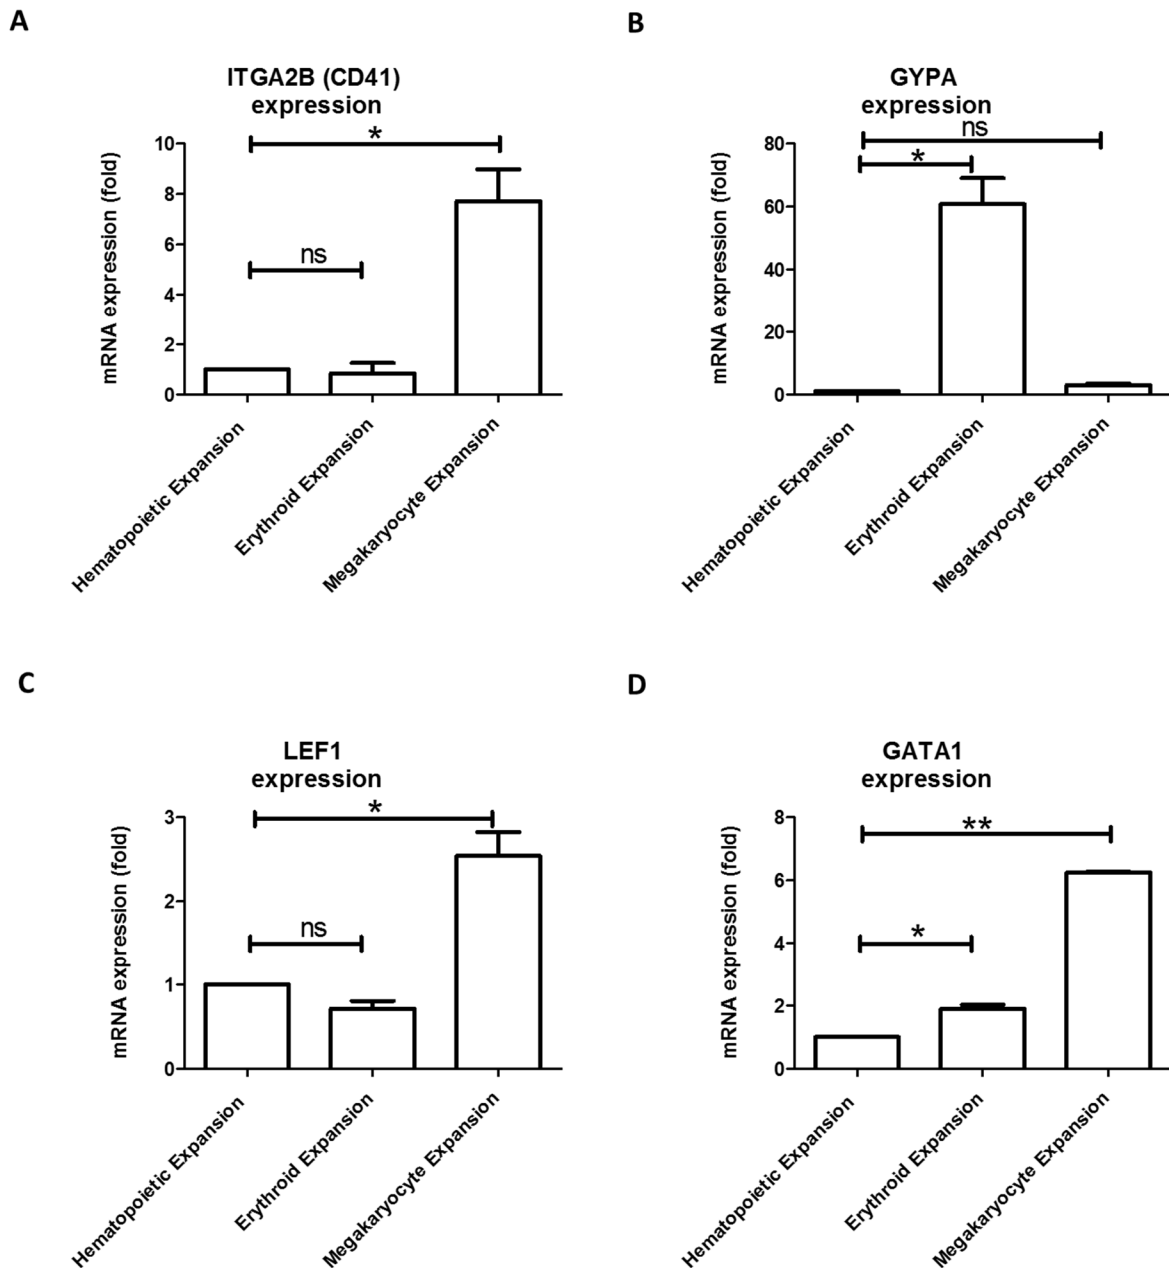 A
ITGA2B (CD41)
expression
*
ns
mRNA expression (fold)
10
8
6
4
2
0
Hematopoietic Expansion
Erythroid Expansion
Megakaryocyte Expansion
B
GYPA
expression
ns
*
mRNA expression (fold)
80
60
40
20
0
Hematopoietic Expansion
Erythroid Expansion
Megakaryocyte Expansion
C
LEF1
expression
*
ns
mRNA expression (fold)
3
2
1
0
Hematopoietic Expansion
Erythroid Expansion
Megakaryocyte Expansion
D
GATA1
expression
**
*
mRNA expression (fold)
8
6
4
2
0
Hematopoietic Expansion
Erythroid Expansion
Megakaryocyte Expansion